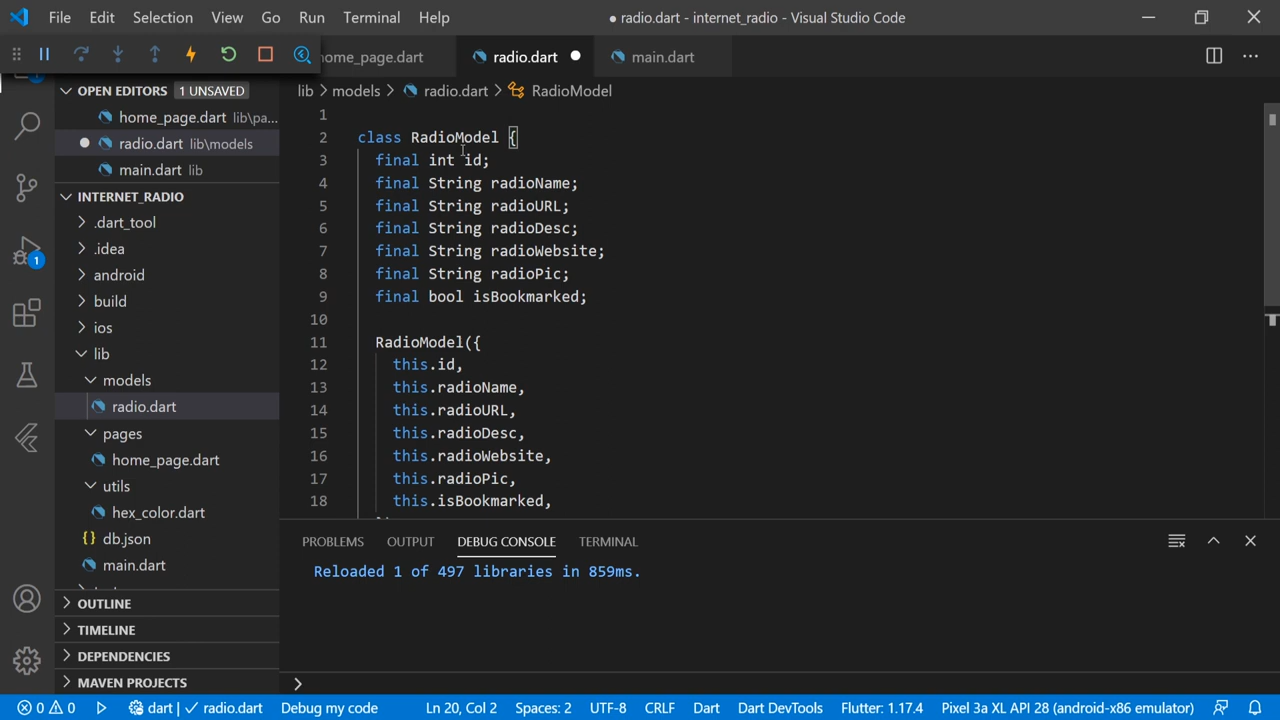 File Edit Selection View Go Run Terminal Help
● radio.dart - internet_radio - Visual Studio Code
home_page.dart
radio.dart
main.dart
OPEN EDITORS 1 UNSAVED
home_page.dart lib\pa...
radio.dart lib\models
main.dart lib
INTERNET_RADIO
.dart_tool
.idea
android
build
ios
lib
models
radio.dart
pages
home_page.dart
utils
hex_color.dart
{} db.json
main.dart
OUTLINE
TIMELINE
DEPENDENCIES
MAVEN PROJECTS
1
lib > models > radio.dart > RadioModel
1
2 class RadioModel {
3 final int id;
4 final String radioName;
5 final String radioURL;
6 final String radioDesc;
7 final String radioWebsite;
8 final String radioPic;
9 final bool isBookmarked;
10
11 RadioModel({
12 this.id,
13 this.radioName,
14 this.radioURL,
15 this.radioDesc,
16 this.radioWebsite,
17 this.radioPic,
18 this.isBookmarked,
PROBLEMS OUTPUT DEBUG CONSOLE TERMINAL
Reloaded 1 of 497 libraries in 859ms.
>
0 0 dart | ✓ radio.dart Debug my code Ln 20, Col 2 Spaces: 2 UTF-8 CRLF Dart Dart DevTools Flutter: 1.17.4 Pixel 3a XL API 28 (android-x86 emulator)